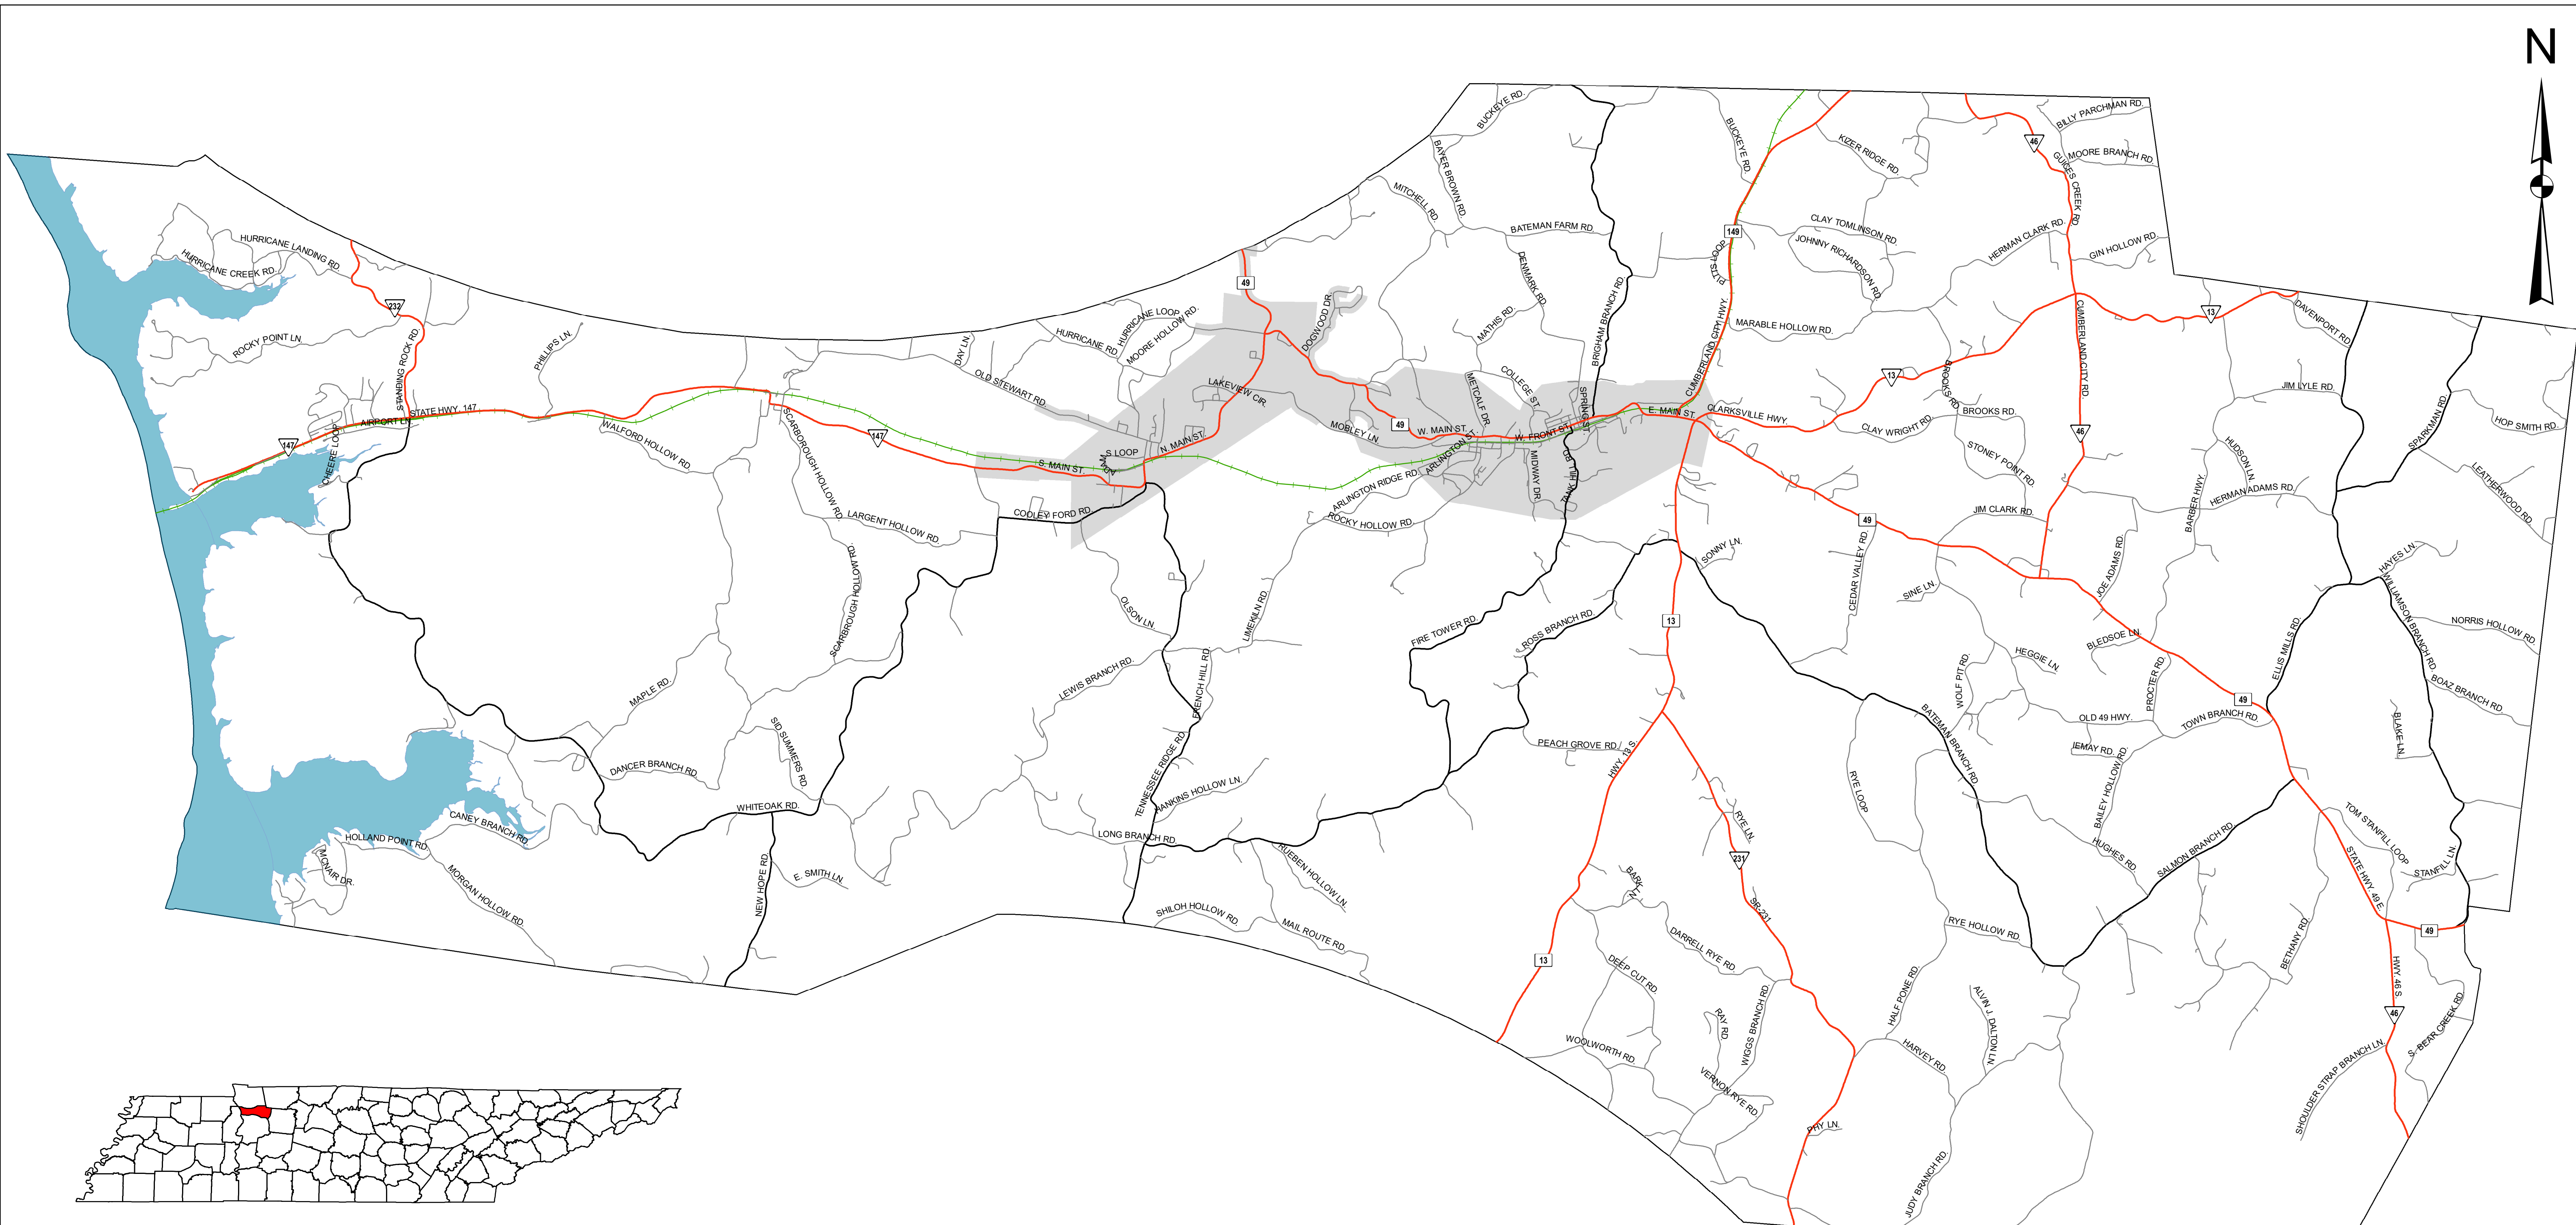 N
BUCKEYE RD.
BILLY PARCHMAN RD.
BAYER BROWN RD.
BUCKEYE RD.
KIZER RIDGE RD.
46
MOORE BRANCH RD.
GUICES CREEK RD.
MITCHELL RD.
BATEMAN FARM RD.
149
CLAY TOMLINSON RD.
HERMAN CLARK RD.
GIN HOLLOW RD.
JOHNNY RICHARDSON RD.
PITTS LOOP
HURRICANE LANDING RD.
HURRICANE CREEK RD.
232
49
DENMARK RD.
BRIGHAM BRANCH RD.
DOGWOOD DR.
HURRICANE LOOP
MOORE HOLLOW RD.
HURRICANE RD.
MATHIS RD.
MARABLE HOLLOW RD.
13
DAVENPORT RD.
CUMBERLAND CITY HWY.
CUMBERLAND CITY RD.
ROCKY POINT LN.
PHILLIPS LN.
STANDING ROCK RD.
DAY LN.
OLD STEWART RD.
LAKEVIEW CIR.
METCALF DR.
COLLEGE ST.
SPRING ST.
13
BROOKS RD.
BROOKS RD.
JIM LYLE RD.
SPARKMAN RD.
HOP SMITH RD.
STATE HWY. 147
AIRPORT LN.
147
CHEERE LOOP
WALFORD HOLLOW RD.
SCARBOROUGH HOLLOW RD.
147
S. MAIN ST.
S LOOP
MAIN
N. MAIN ST.
MOBLEY LN.
49
W. MAIN ST.
W. FRONT ST.
E. MAIN ST.
CLARKSVILLE HWY.
CLAY WRIGHT RD.
STONEY POINT RD.
46
HUDSON LN.
LEATHERWOOD RD.
ARLINGTON ST.
ARLINGTON RIDGE RD.
ROCKY HOLLOW RD.
MIDWAY DR.
TANK HILL RD.
HERMAN ADAMS RD.
BARBER HWY.
COOLEY FORD RD.
LARGENT HOLLOW RD.
SCARBROUGH HOLLOW RD.
JIM CLARK RD.
49
SONNY LN.
CEDAR VALLEY RD.
SINE LN.
JOE ADAMS RD.
HAYES LN.
WILLIAMSON BRANCH RD.
OLSON LN.
LIMEKILN RD.
FIRE TOWER RD.
ROSS BRANCH RD.
13
BLEDSOE LN.
ELLIS MILLS RD.
NORRIS HOLLOW RD.
HEGGIE LN.
WOLF PIT RD.
PROCTER RD.
BOAZ BRANCH RD.
MAPLE RD.
LEWIS BRANCH RD.
FRENCH HILL RD.
TENNESSEE RIDGE RD.
49
OLD 49 HWY.
TOWN BRANCH RD.
BLAKE LN.
SID SUMMERS RD.
DANCER BRANCH RD.
PEACH GROVE RD.
HWY. 13 S.
BATEMAN BRANCH RD.
IEMAY RD.
BAILEY HOLLOW RD.
RYE LOOP
WHITEOAK RD.
HANKINS HOLLOW LN.
CANEY BRANCH RD.
HOLLAND POINT RD.
MCNAIR DR.
MORGAN HOLLOW RD.
NEW HOPE RD.
E. SMITH LN.
LONG BRANCH RD.
RUEBEN HOLLOW LN.
RYE LN.
231
HUGHES RD.
SALMON BRANCH RD.
TOM STANFILL LOOP
STANFILL LN.
STATE HWY. 49 E.
BARK LN.
SR-231
SHILOH HOLLOW RD.
MAIL ROUTE RD.
DARRELL RYE RD.
RYE HOLLOW RD.
BETHANY RD.
49
13
DEEP CUT RD.
HALF PONE RD.
ALVIN J. DALTON LN.
HWY. 46 S.
46
RAY RD
WIGGS BRANCH RD.
WOOLWORTH RD.
HARVEY RD.
S. BEAR CREEK RD.
SHOULDER STRAP BRANCH LN.
VERNON RYE RD.
PHY LN.
JUDY BRANCH RD.